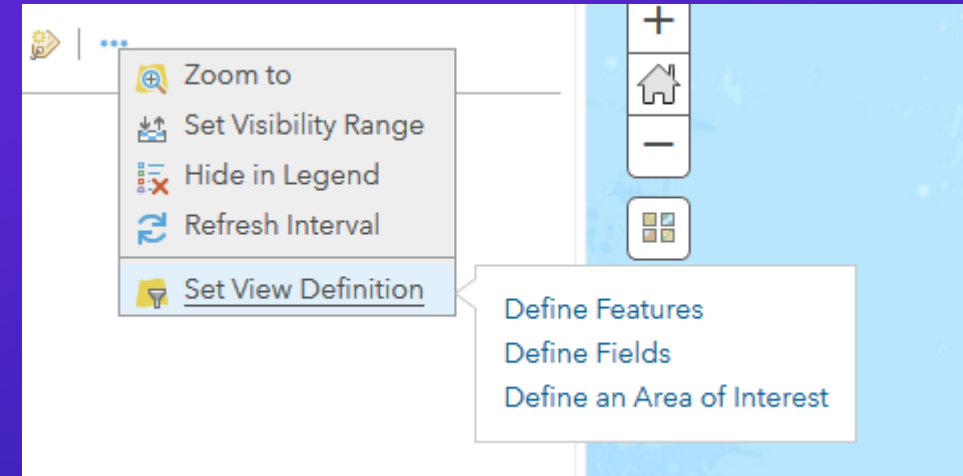 Zoom to
Set Visibility Range
Hide in Legend
Refresh Interval
Set View Definition
Define Features
Define Fields
Define an Area of Interest